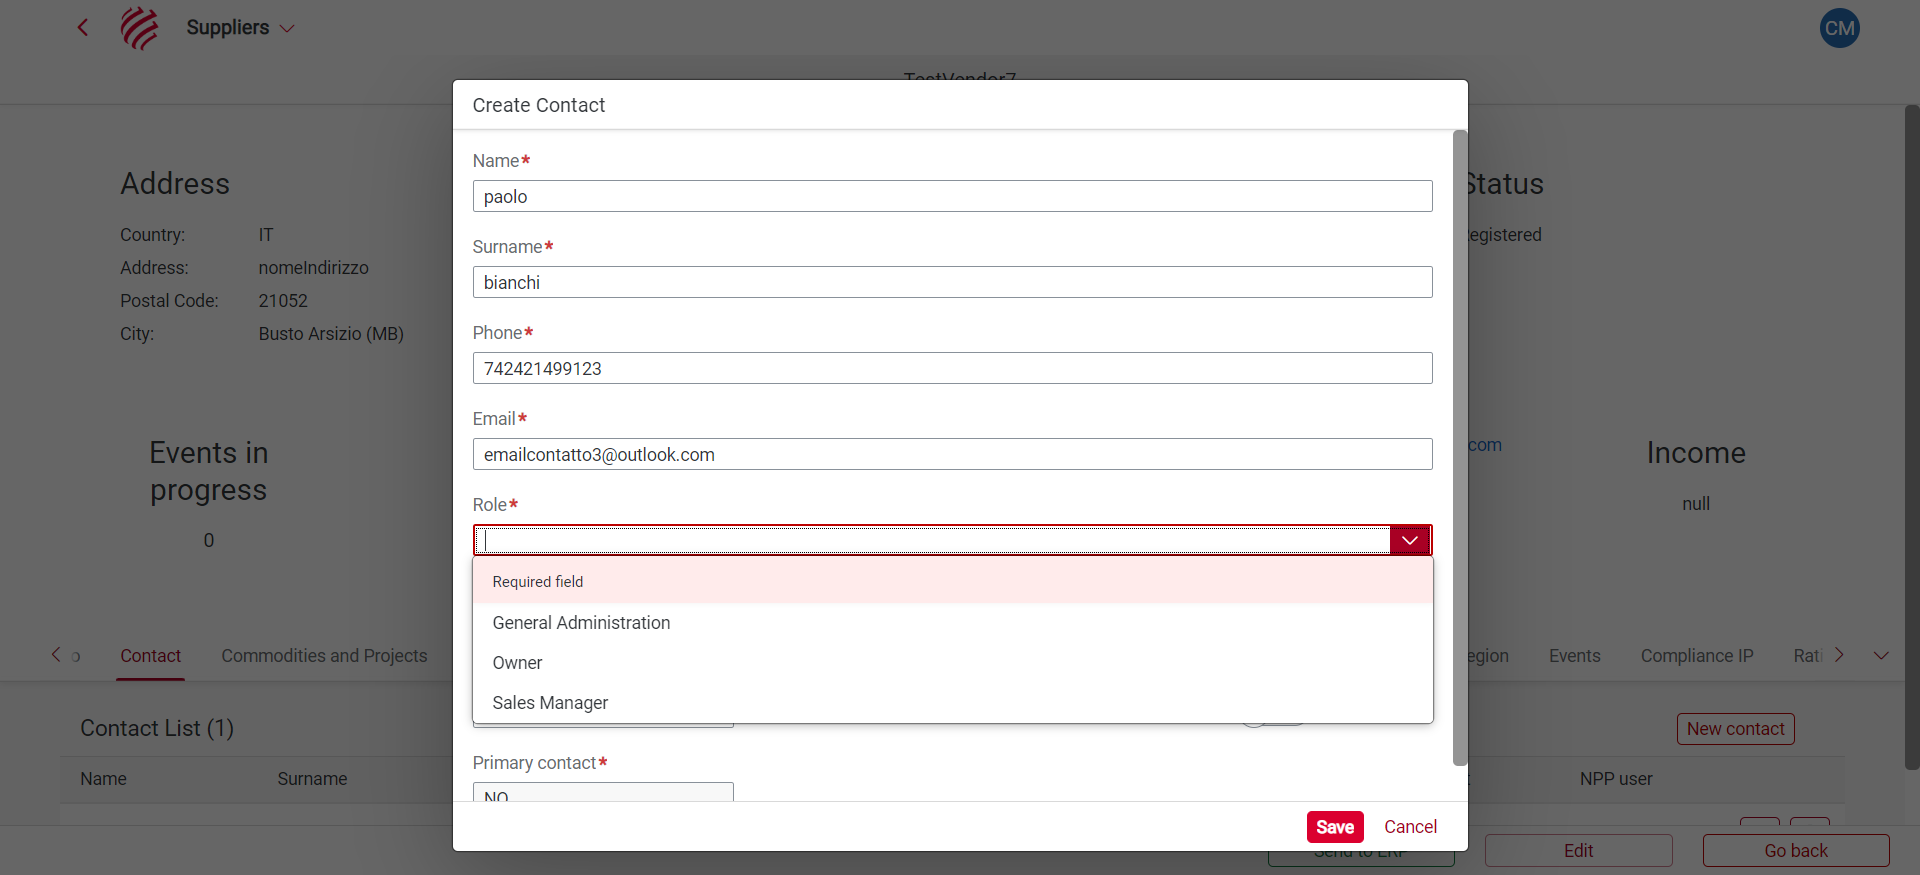 Suppliers
CM
TestVendor7
Create Contact
Name*
paolo
Surname*
bianchi
Phone*
742421499123
Email*
emailcontatto3@outlook.com
Role*
Required field
General Administration
Owner
Sales Manager
Primary contact*
NO
Save Cancel
Address
Country: IT
Address: nomeIndirizzo
Postal Code: 21052
City: Busto Arsizio (MB)
Status
egistered
Events in
progress
0
com
Income
null
o Contact Commodities and Projects egion Events Compliance IP Rati
Contact List (1)
New contact
Name Surname NPP user
Send to ERP Edit Go back